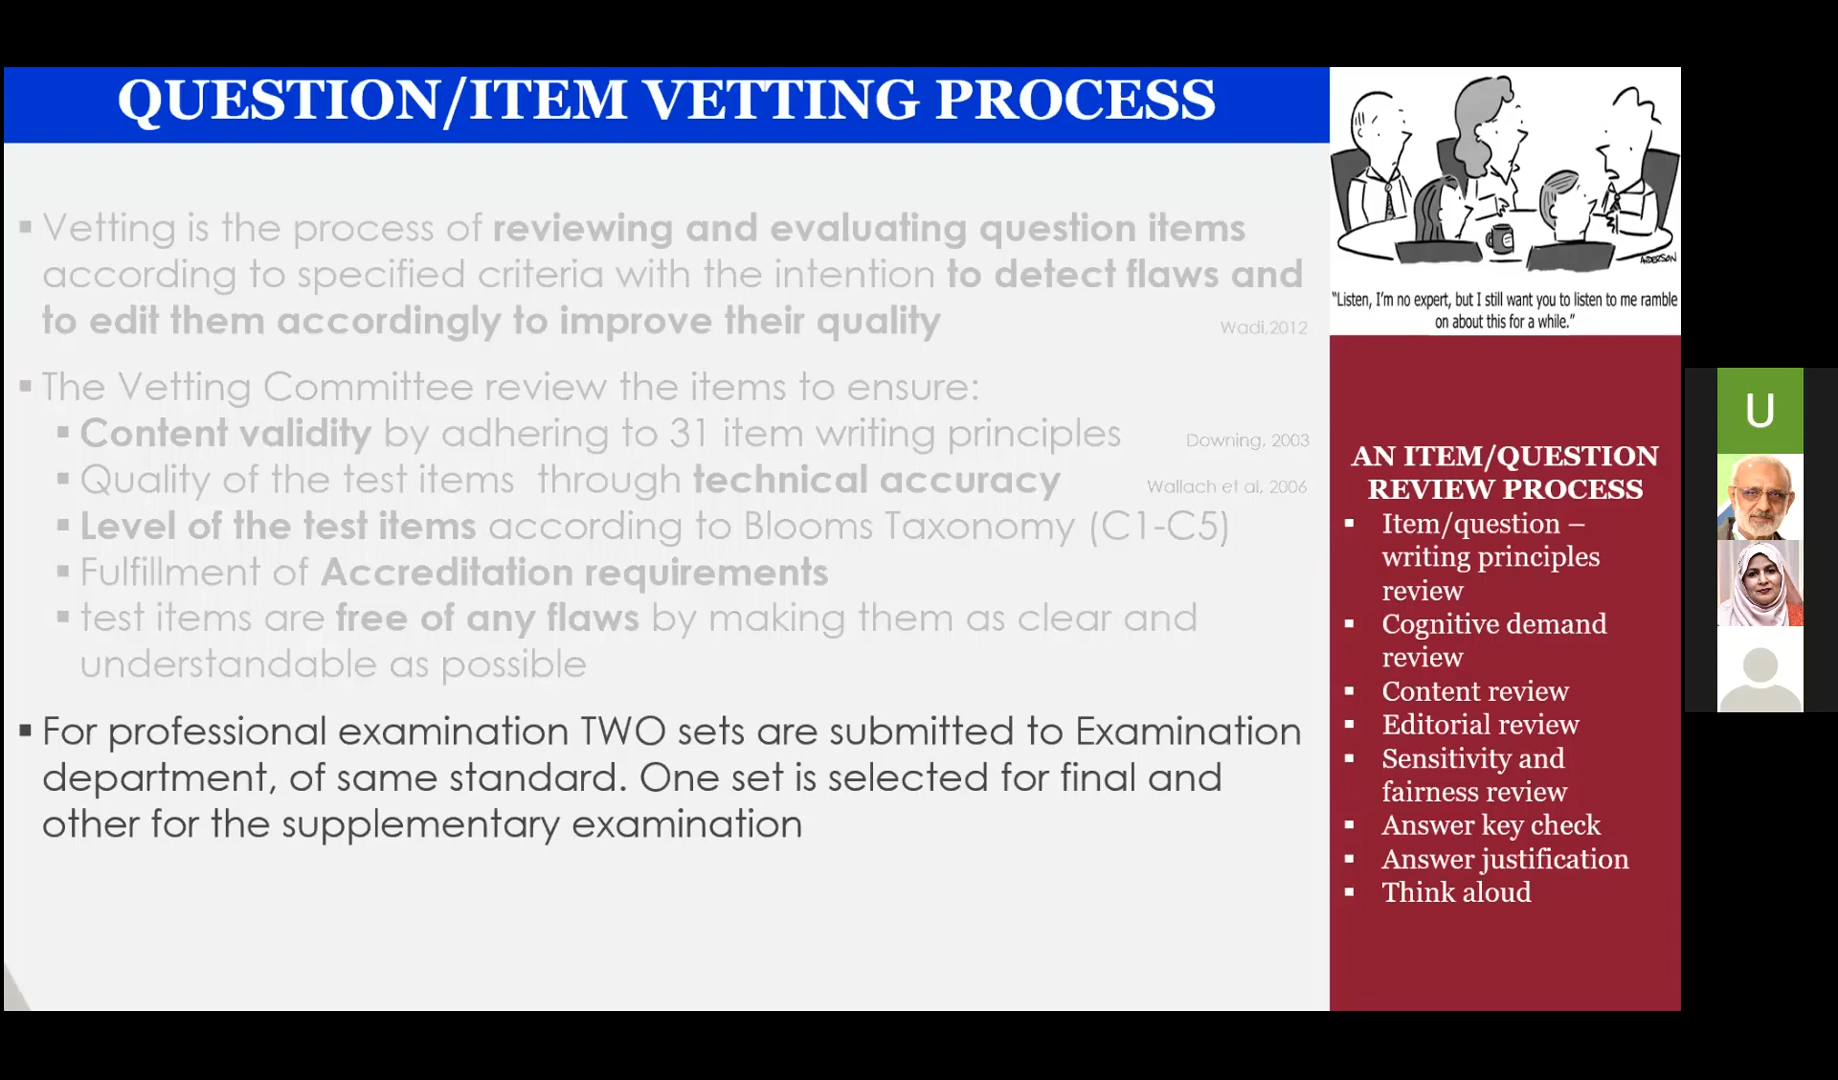 QUESTION/ITEM VETTING PROCESS
▪ Vetting is the process of reviewing and evaluating question items
according to specified criteria with the intention to detect flaws and
to edit them accordingly to improve their quality
Wadi,2012
▪ The Vetting Committee review the items to ensure:
▪ Content validity by adhering to 31 item writing principles
Downing, 2003
▪ Quality of the test items through technical accuracy
Wallach et al, 2006
▪ Level of the test items according to Blooms Taxonomy (C1-C5)
▪ Fulfillment of Accreditation requirements
▪ test items are free of any flaws by making them as clear and
understandable as possible
▪ For professional examination TWO sets are submitted to Examination
department, of same standard. One set is selected for final and
other for the supplementary examination
ANDERSON
“Listen, I’m no expert, but I still want you to listen to me ramble
on about this for a while.”
AN ITEM/QUESTION
REVIEW PROCESS
▪ Item/question –
writing principles
review
▪ Cognitive demand
review
▪ Content review
▪ Editorial review
▪ Sensitivity and
fairness review
▪ Answer key check
▪ Answer justification
▪ Think aloud
U